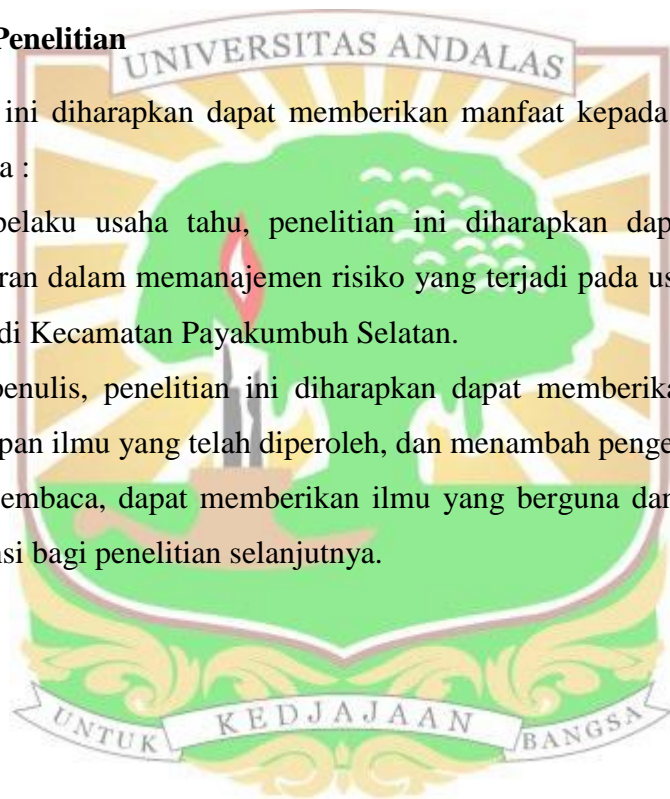 Penelitian
UNIVERSITAS ANDALAS
ini diharapkan dapat memberikan manfaat kepada
a :
pelaku usaha tahu, penelitian ini diharapkan dap
ran dalam memanajemen risiko yang terjadi pada us
di Kecamatan Payakumbuh Selatan.
penulis, penelitian ini diharapkan dapat memberika
pan ilmu yang telah diperoleh, dan menambah penge
embaca, dapat memberikan ilmu yang berguna dan
si bagi penelitian selanjutnya.
UNTUK KEDJAJAAN BANGSA